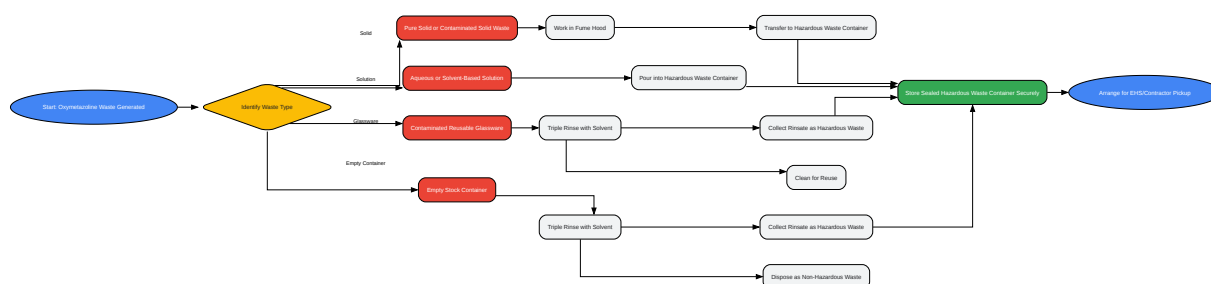 Solid
Pure Solid or Contaminated Solid Waste
Work in Fume Hood
Transfer to Hazardous Waste Container
Solution
Aqueous or Solvent-Based Solution
Pour into Hazardous Waste Container
Store Sealed Hazardous Waste Container Securely
Arrange for EHS/Contractor Pickup
Start: Oxymetazoline Waste Generated
Identify Waste Type
Glassware
Contaminated Reusable Glassware
Triple Rinse with Solvent
Collect Rinsate as Hazardous Waste
Empty Container
Clean for Reuse
Empty Stock Container
Triple Rinse with Solvent
Collect Rinsate as Hazardous Waste
Dispose as Non-Hazardous Waste